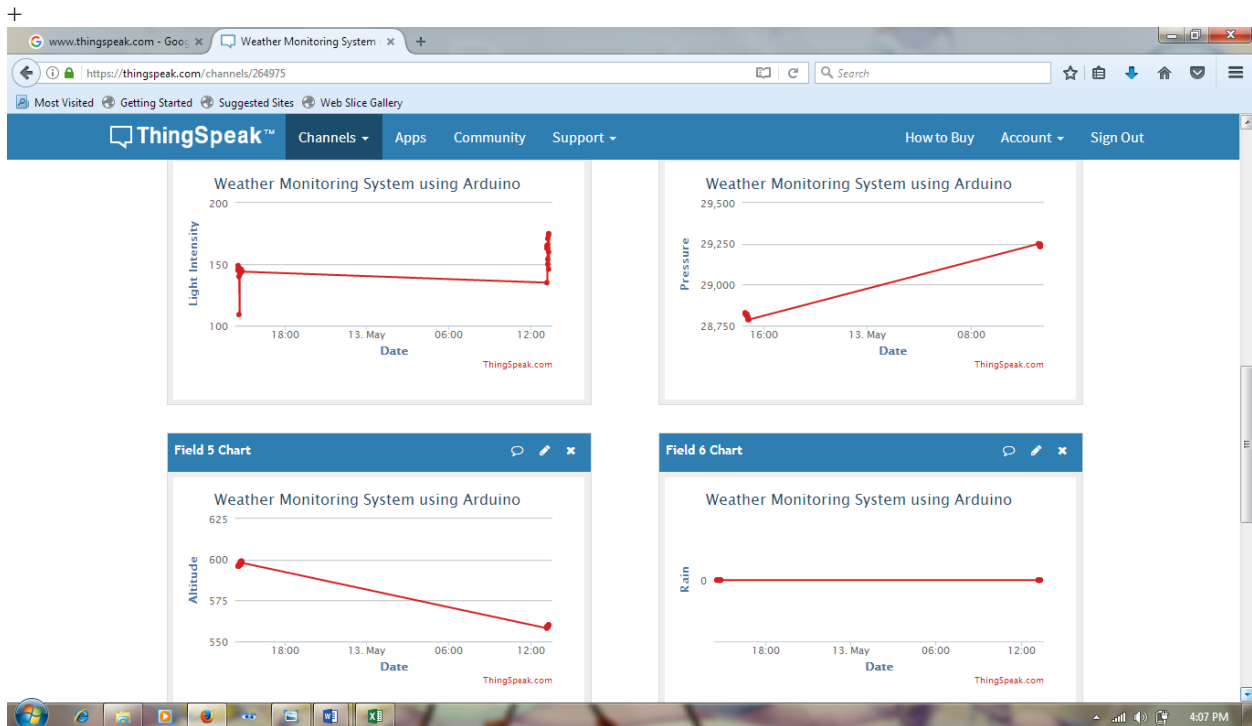 +
www.thingspeak.com - Goog
Weather Monitoring System
https://thingspeak.com/channels/264975
Search
Most Visited Getting Started Suggested Sites Web Slice Gallery
ThingSpeak™ Channels Apps Community Support How to Buy Account Sign Out
Weather Monitoring System using Arduino
200
150
100
Light Intensity
18:00 13. May 06:00 12:00
Date
ThingSpeak.com
Weather Monitoring System using Arduino
29,500
29,250
29,000
28,750
Pressure
16:00 13. May 08:00
Date
ThingSpeak.com
Field 5 Chart
Weather Monitoring System using Arduino
625
600
575
550
Altitude
18:00 13. May 06:00 12:00
Date
ThingSpeak.com
Field 6 Chart
Weather Monitoring System using Arduino
0
Rain
18:00 13. May 06:00 12:00
Date
ThingSpeak.com
4:07 PM